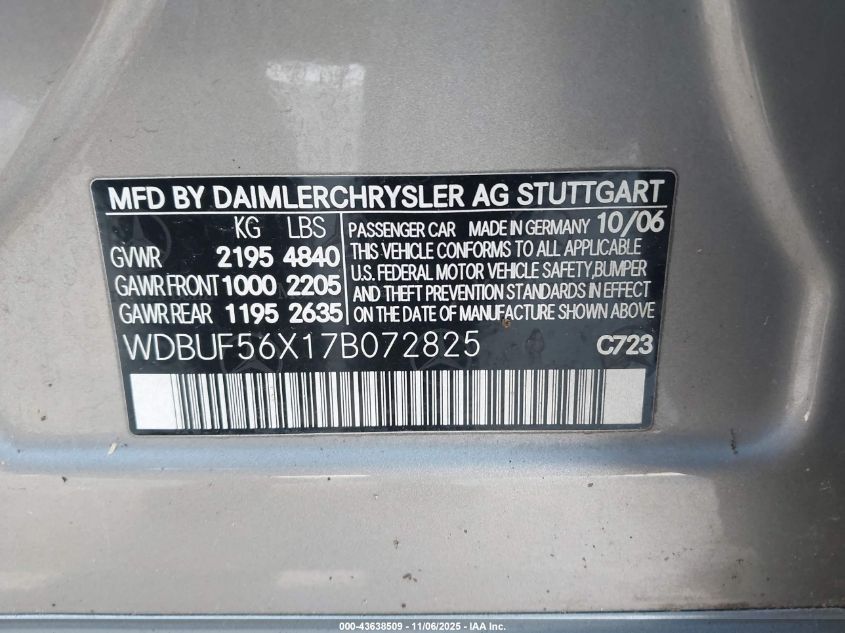 MFD BY DAIMLERCHRYSLER AG STUTTGART
KG LBS
GVWR 2195 4840
GAWR FRONT 1000 2205
GAWR REAR 1195 2635
PASSENGER CAR MADE IN GERMANY 10/06
THIS VEHICLE CONFORMS TO ALL APPLICABLE
U.S. FEDERAL MOTOR VEHICLE SAFETY,BUMPER
AND THEFT PREVENTION STANDARDS IN EFFECT
ON THE DATE OF MANUFACTURE SHOWN ABOVE
WDBUF56X17B072825 C723
000-43638509 - 11/06/2025 - IAA Inc.